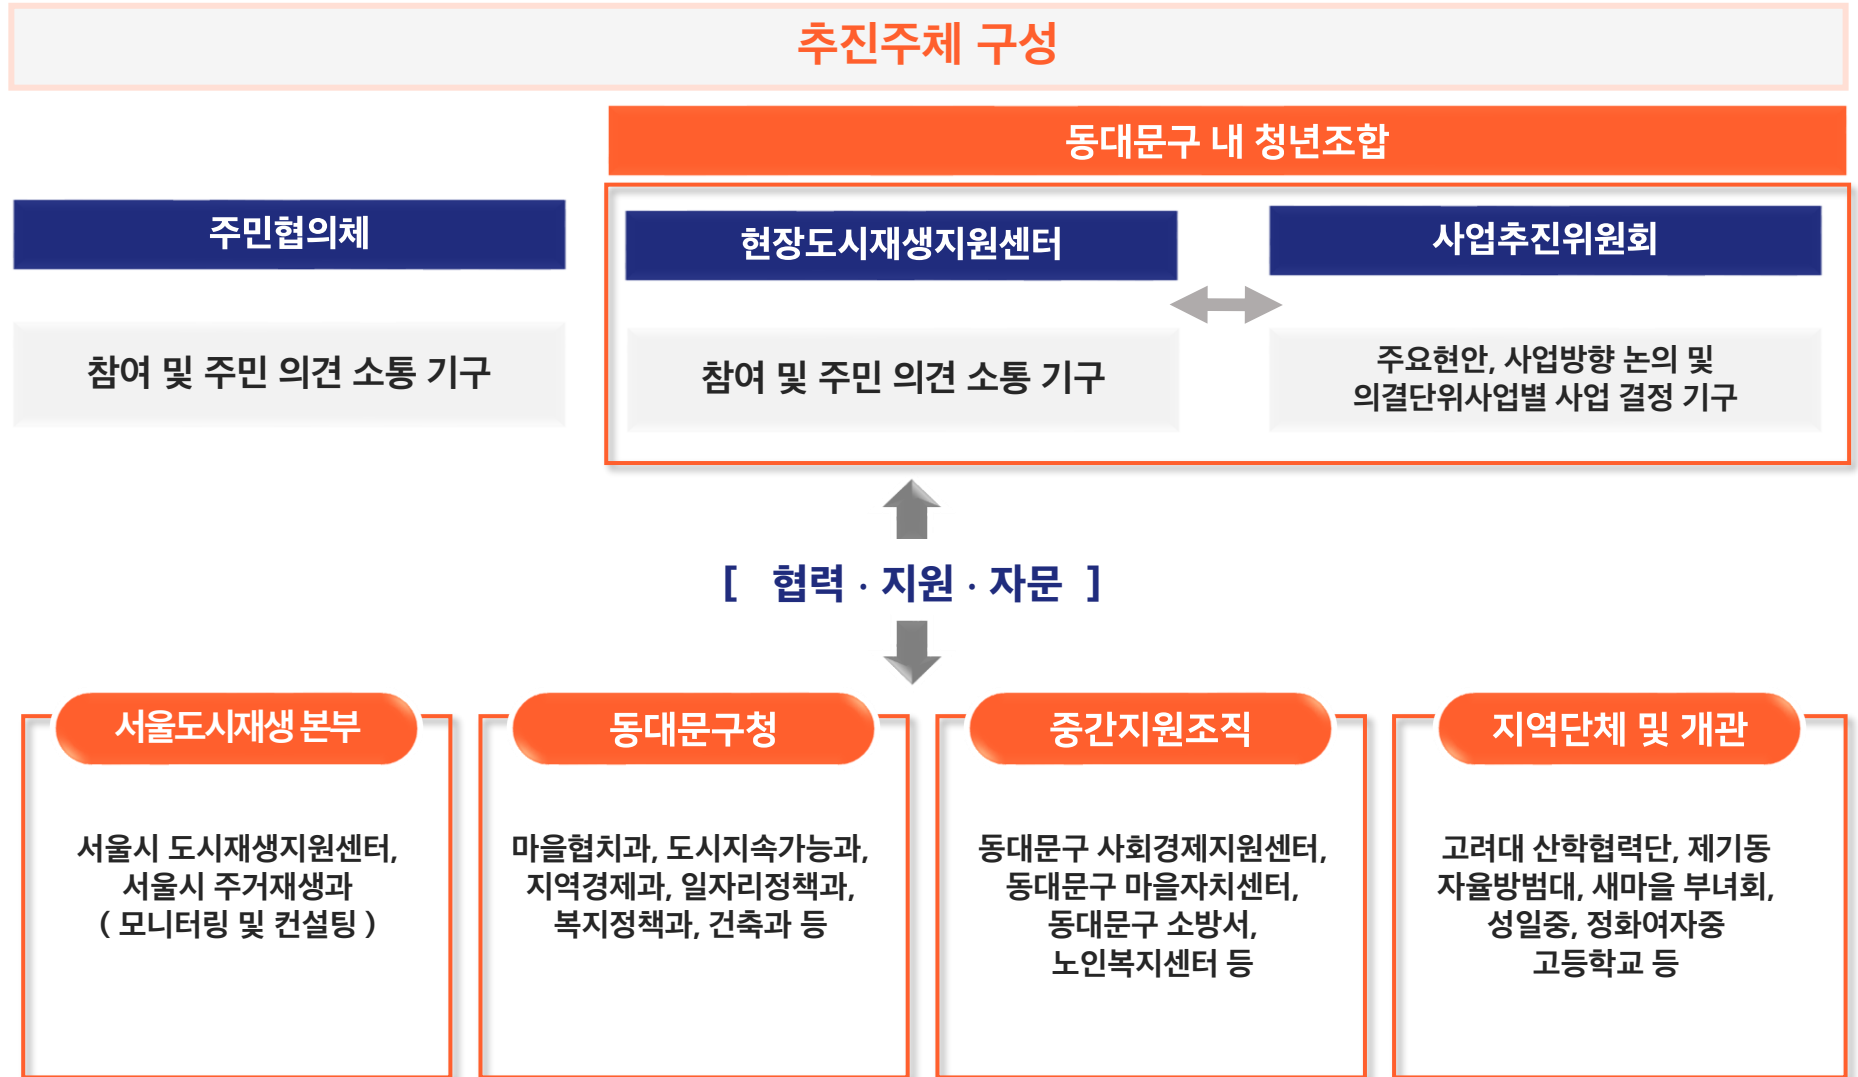 추진주체 구성
동대문구 내 청년조합
주민협의체
참여 및 주민 의견 소통 기구
현장도시재생지원센터
참여 및 주민 의견 소통 기구
사업추진위원회
주요현안, 사업방향 논의 및
의결단위사업별 사업 결정 기구
[ 협력 · 지원 · 자문 ]
서울도시재생 본부
서울시 도시재생지원센터,
서울시 주거재생과
( 모니터링 및 컨설팅 )
동대문구청
마을협치과, 도시지속가능과,
지역경제과, 일자리정책과,
복지정책과, 건축과 등
중간지원조직
동대문구 사회경제지원센터,
동대문구 마을자치센터,
동대문구 소방서,
노인복지센터 등
지역단체 및 개관
고려대 산학협력단, 제기동
자율방범대, 새마을 부녀회,
성일중, 정화여자중
고등학교 등